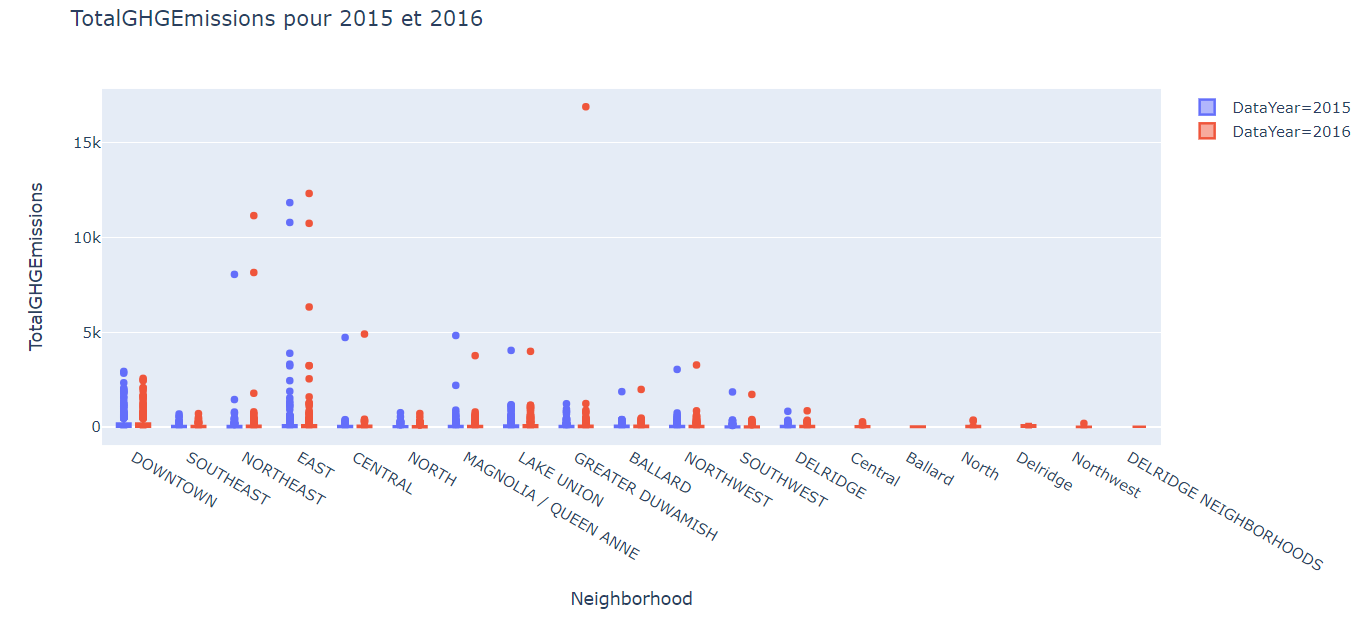 TotalGHGEmissions pour 2015 et 2016
DataYear=2015
DataYear=2016
TotalGHGEmissions
15k
10k
5k
0
DOWNTOWN
SOUTHEAST
NORTHEAST
EAST
CENTRAL
NORTH
MAGNOLIA / QUEEN ANNE
LAKE UNION
GREATER DUWAMISH
BALLARD
NORTHWEST
SOUTHWEST
DELRIDGE
Central
Ballard
North
Delridge
Northwest
DELRIDGE NEIGHBORHOODS
Neighborhood